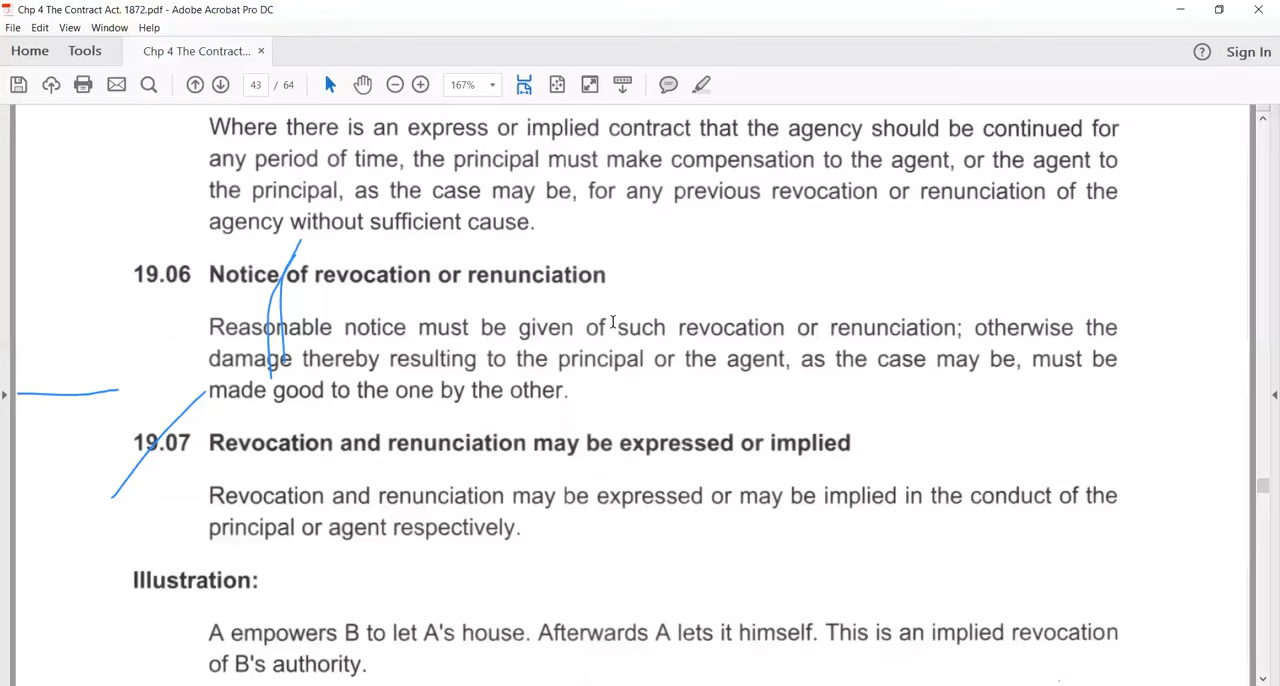 Chp 4 The Contract Act. 1872.pdf - Adobe Acrobat Pro DC
File Edit View Window Help
Home Tools Chp 4 The Contract... × Sign In
43 / 64 167%
Where there is an express or implied contract that the agency should be continued for
any period of time, the principal must make compensation to the agent, or the agent to
the principal, as the case may be, for any previous revocation or renunciation of the
agency without sufficient cause.
19.06 Notice of revocation or renunciation
Reasonable notice must be given of such revocation or renunciation; otherwise the
damage thereby resulting to the principal or the agent, as the case may be, must be
made good to the one by the other.
19.07 Revocation and renunciation may be expressed or implied
Revocation and renunciation may be expressed or may be implied in the conduct of the
principal or agent respectively.
Illustration:
A empowers B to let A's house. Afterwards A lets it himself. This is an implied revocation
of B's authority.